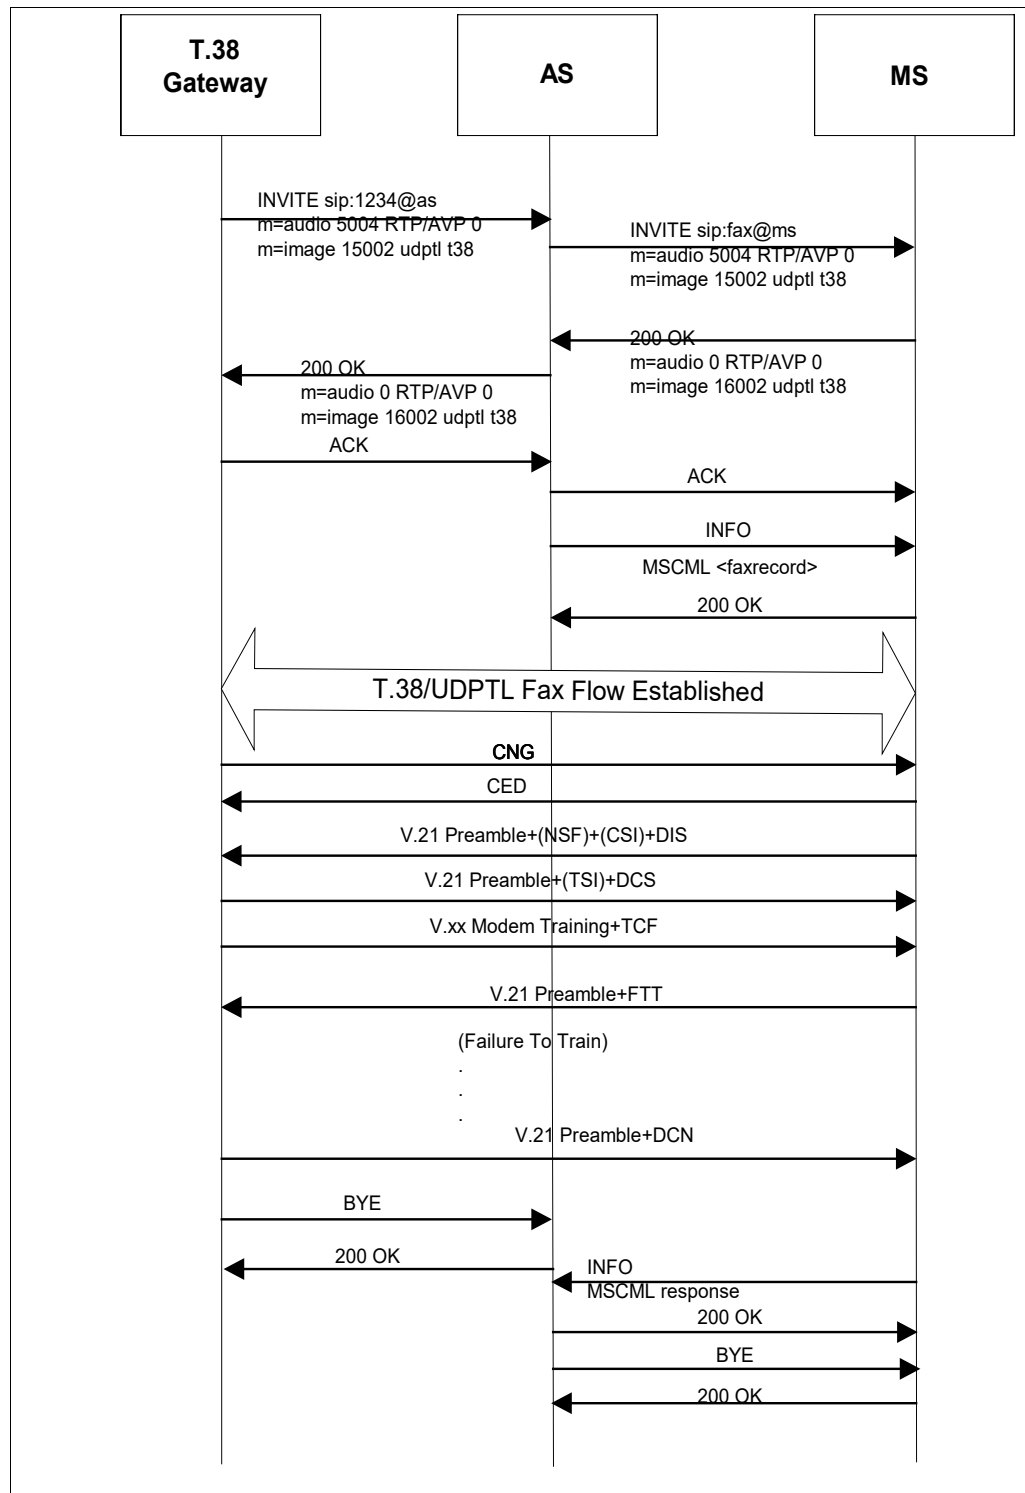 T.38
Gateway
AS
MS
INVITE sip:1234@as
m=audio 5004 RTP/AVP 0
m=image 15002 udptl t38
INVITE sip:fax@ms
m=audio 5004 RTP/AVP 0
m=image 15002 udptl t38
200 OK
m=audio 0 RTP/AVP 0
m=image 16002 udptl t38
200 OK
m=audio 0 RTP/AVP 0
m=image 16002 udptl t38
ACK
ACK
INFO
MSCML <faxrecord>
200 OK
T.38/UDPTL Fax Flow Established
CNG
CED
V.21 Preamble+(NSF)+(CSI)+DIS
V.21 Preamble+(TSI)+DCS
V.xx Modem Training+TCF
V.21 Preamble+FTT
(Failure To Train)
.
.
.
V.21 Preamble+DCN
BYE
200 OK
INFO
MSCML response
200 OK
BYE
200 OK